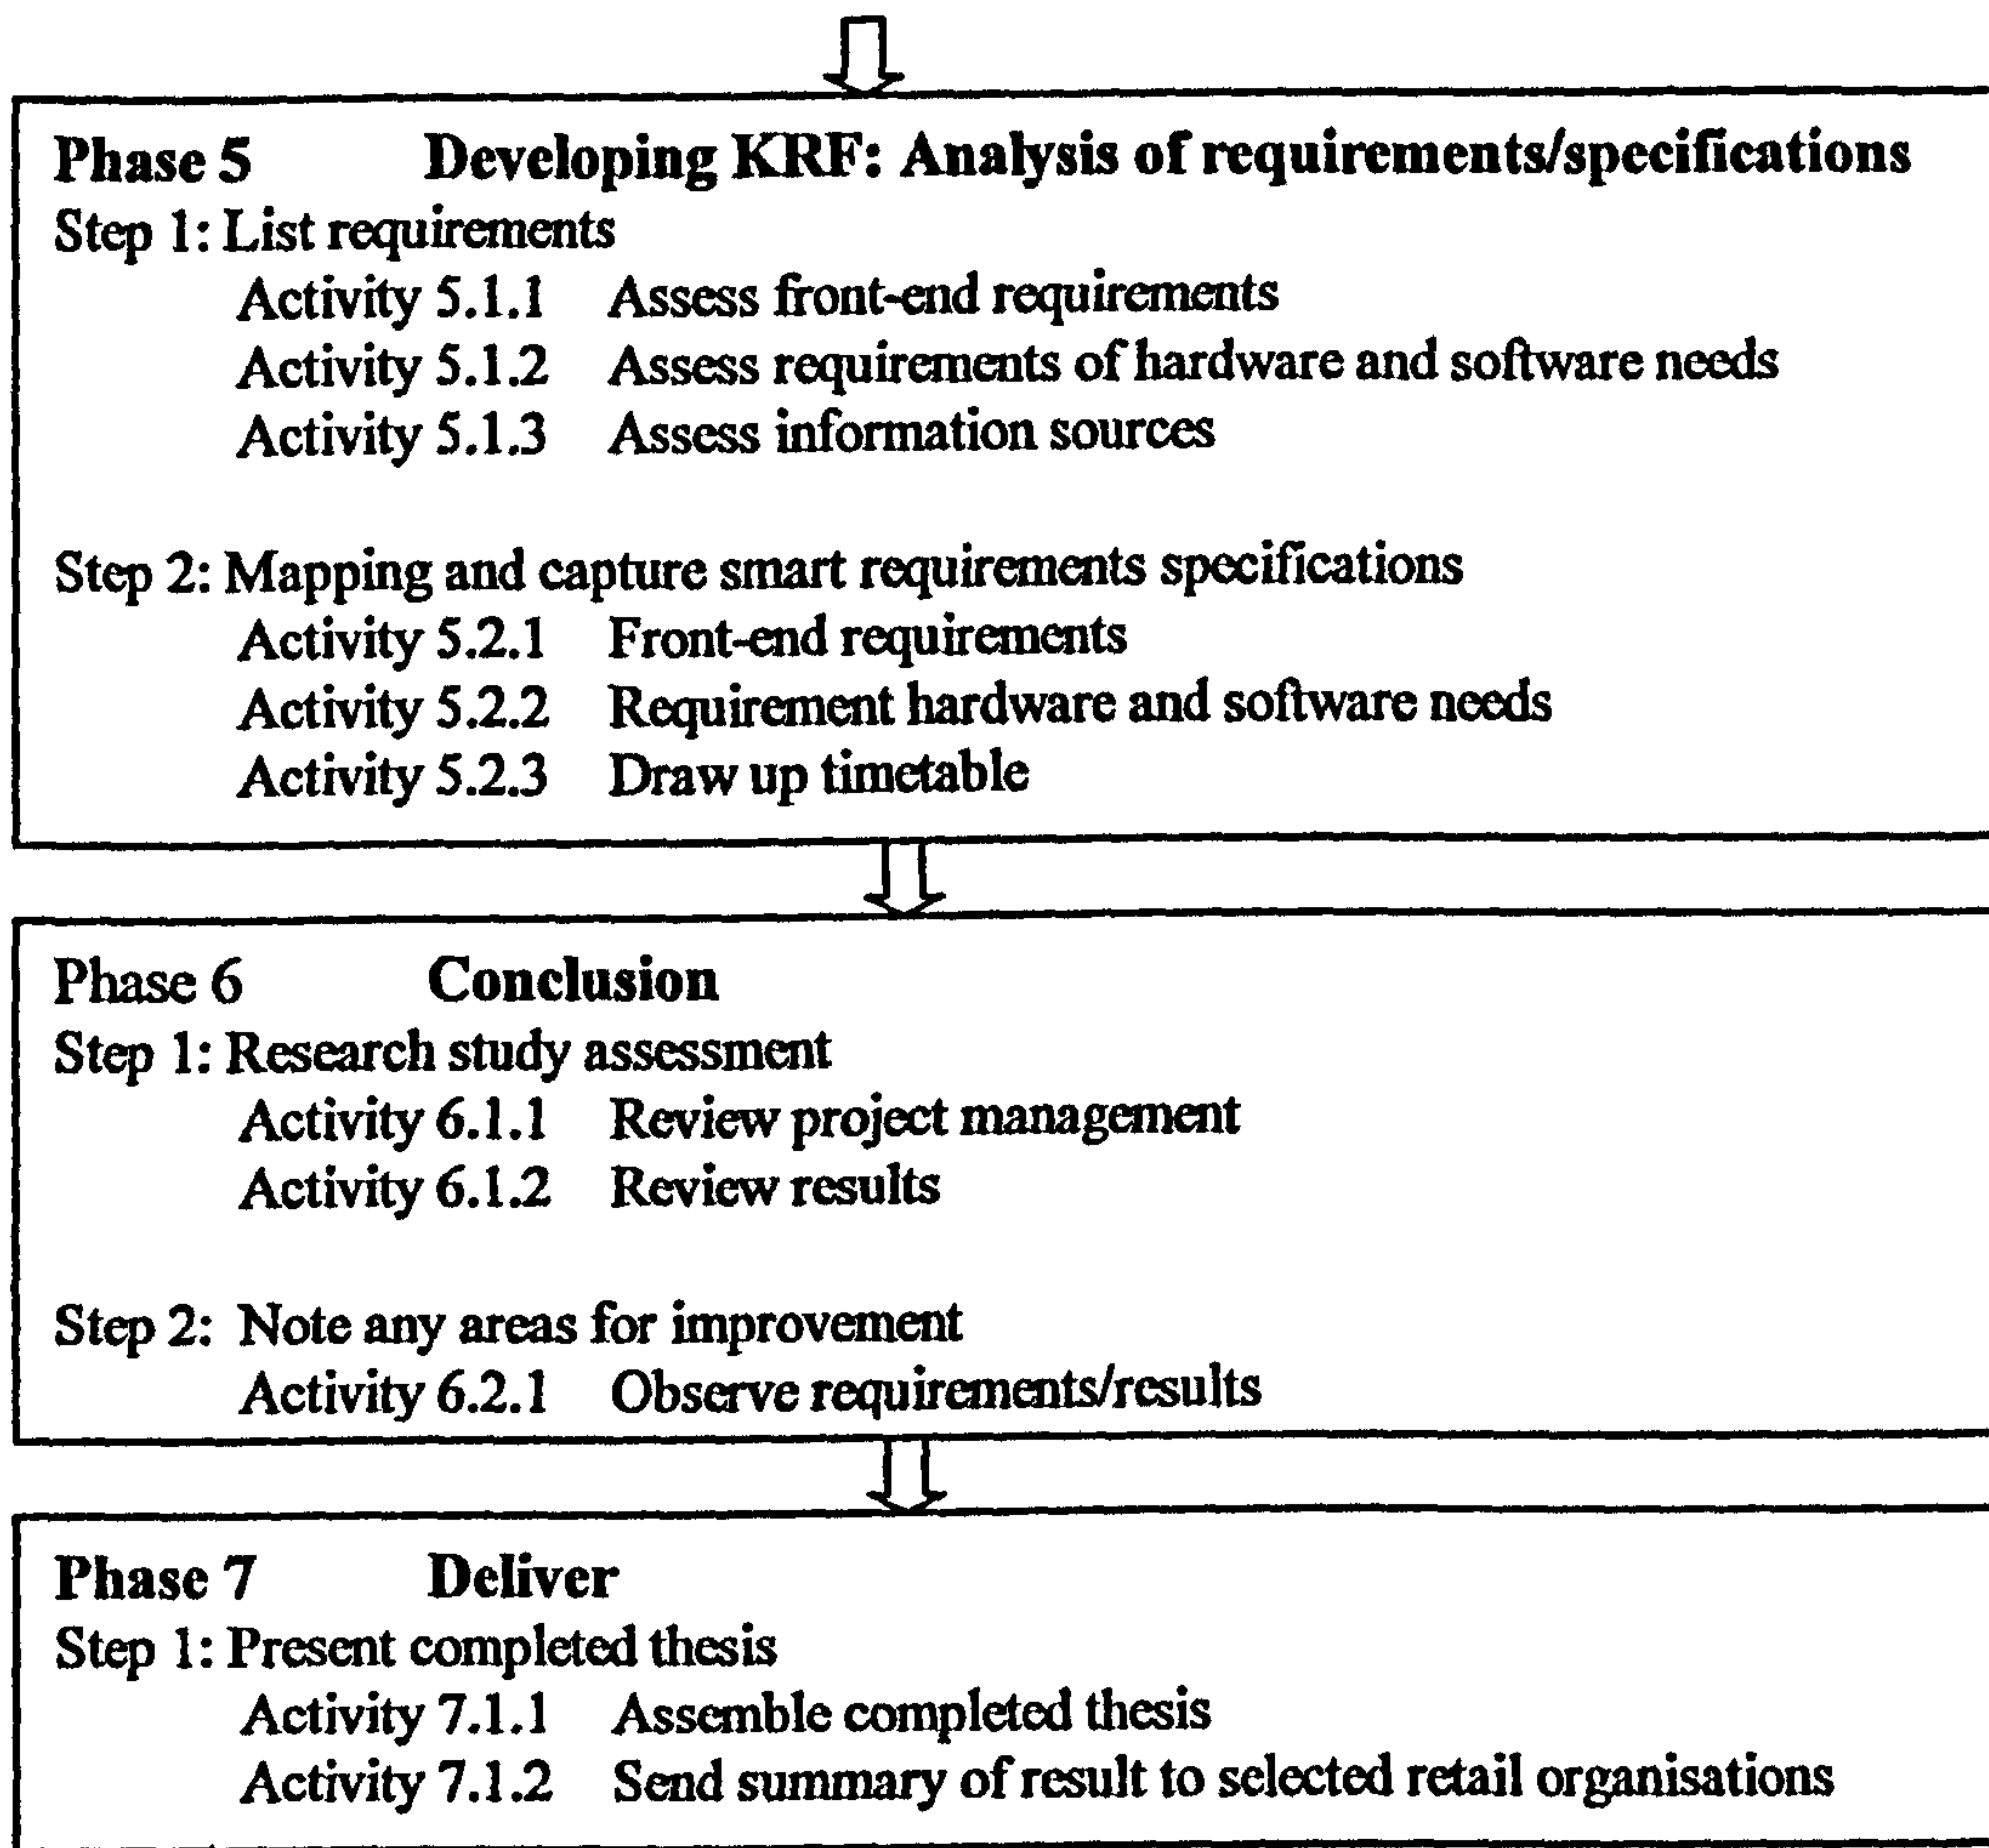 Phase 5 Developing KRF: Analysis of requirements/specifications
Step 1: List requirements
Activity 5.1.1 Assess front-end requirements
Activity 5.1.2 Assess requirements of hardware and software needs
Activity 5.1.3 Assess information sources
Step 2: Mapping and capture smart requirements specifications
Activity 5.2.1 Front-end requirements
Activity 5.2.2 Requirement hardware and software needs
Activity 5.2.3 Draw up timetable
Phase 6 Conclusion
Step 1: Research study assessment
Activity 6.1.1 Review project management
Activity 6.1.2 Review results
Step 2: Note any areas for improvement
Activity 6.2.1 Observe requirements/results
Phase 7 Deliver
Step 1: Present completed thesis
Activity 7.1.1 Assemble completed thesis
Activity 7.1.2 Send summary of result to selected retail organisations